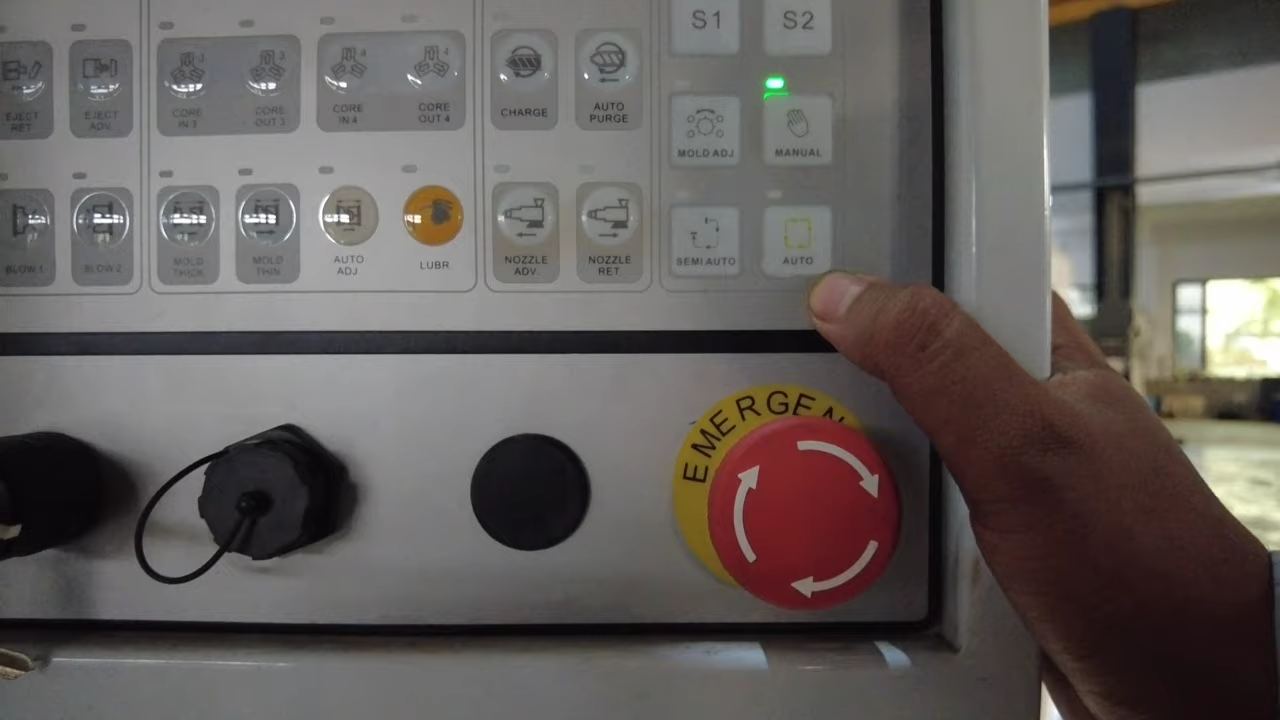 S1
S2
EJECT
RET
EJECT
ADV.
CORE
IN 3
CORE
OUT 3
CORE
IN 4
CORE
OUT 4
CHARGE
AUTO
PURGE
MOLD ADJ
MANUAL
BLOW 1
BLOW 2
MOLD
THICK
MOLD
THIN
AUTO
ADJ.
LUBR.
NOZZLE
ADV.
NOZZLE
RET
SEMI AUTO
AUTO
EMERGEN